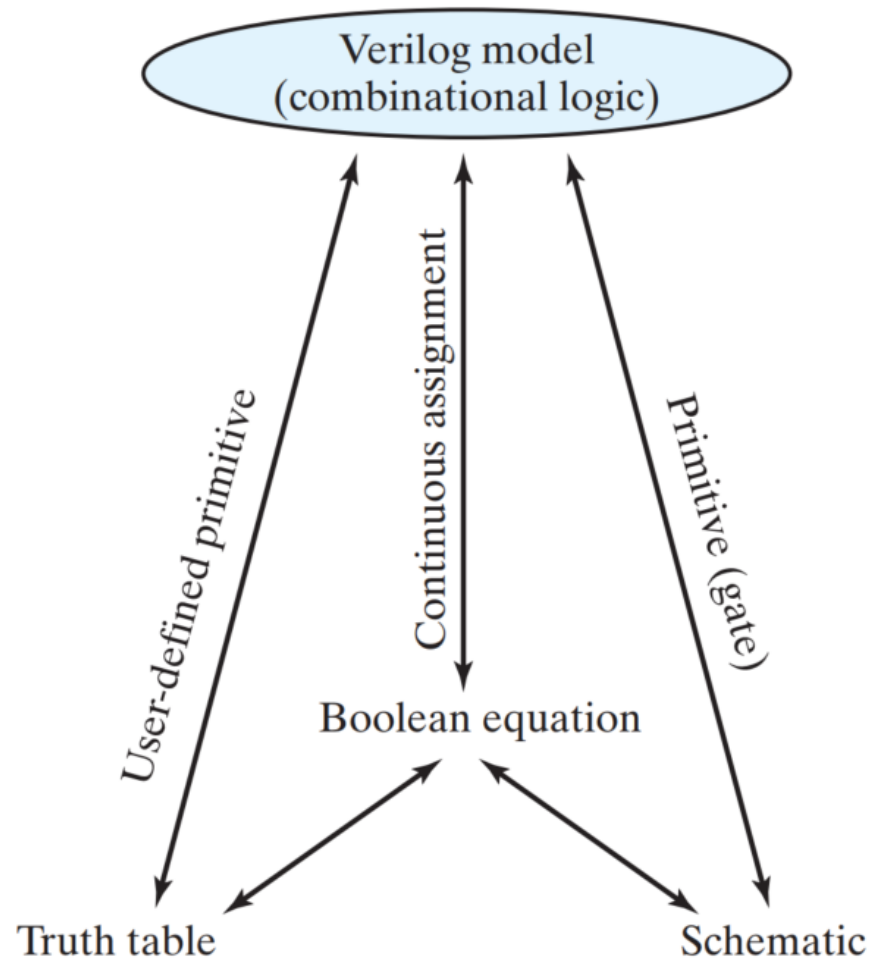 Verilog model
(combinational logic)
User-defined primitive
Continuous assignment
Primitive (gate)
Boolean equation
Truth table
Schematic